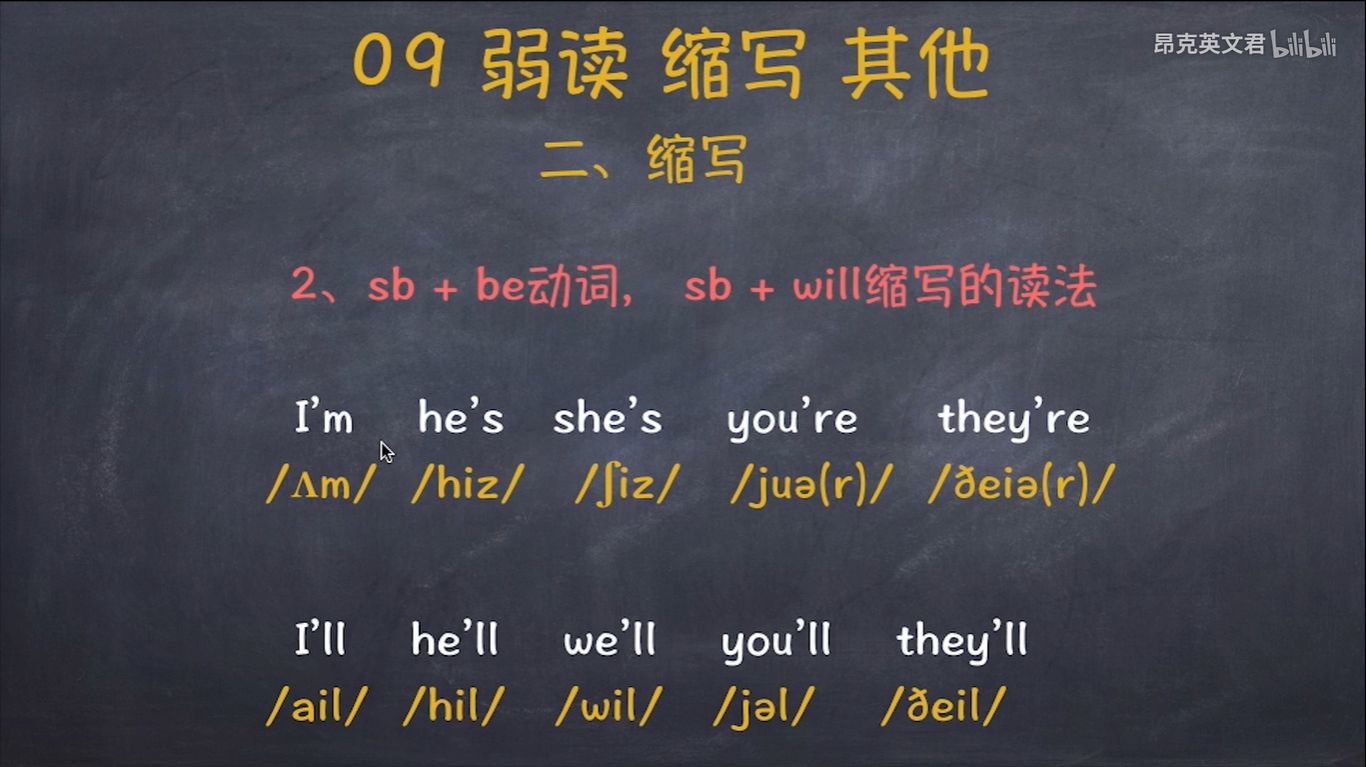 昂克英文君 bilibili
09 弱读 缩写 其他
二、缩写
2、sb + be动词， sb + will缩写的读法
I’m he’s she’s you’re they’re
/ʌm/ /hiz/ /ʃiz/ /juə(r)/ /ðeiə(r)/
I’ll he’ll we’ll you’ll they’ll
/ail/ /hil/ /wil/ /jəl/ /ðeil/